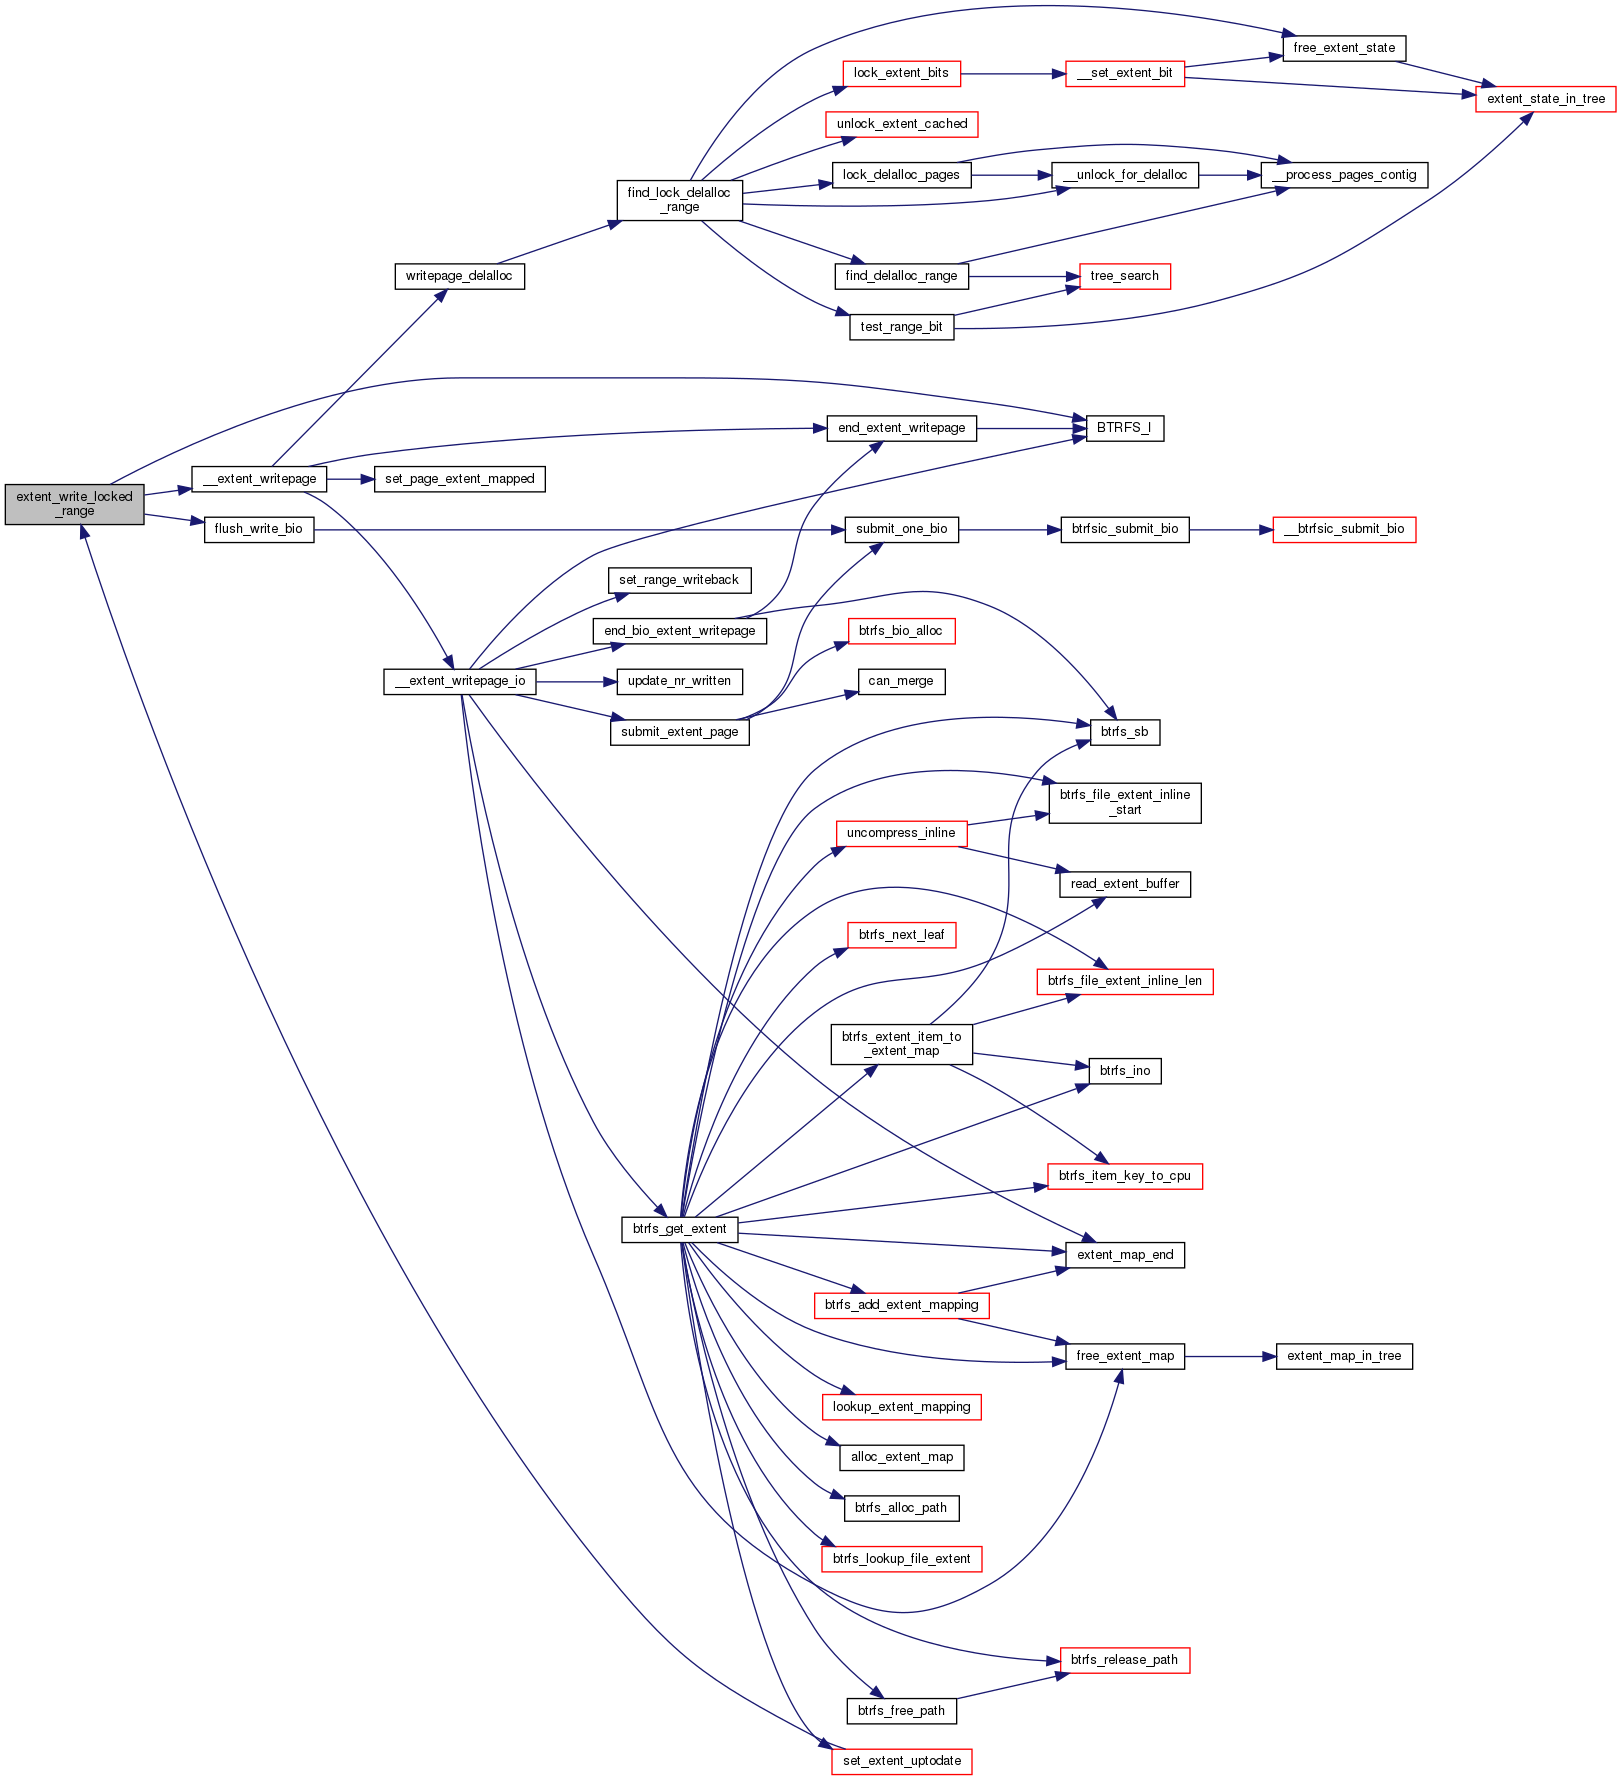 free_extent_state
lock_extent_bits
__set_extent_bit
extent_state_in_tree
unlock_extent_cached
lock_delalloc_pages
__unlock_for_delalloc
__process_pages_contig
find_lock_delalloc
_range
writepage_delalloc
find_delalloc_range
tree_search
test_range_bit
end_extent_writepage
BTRFS_I
__extent_writepage
set_page_extent_mapped
extent_write_locked
_range
flush_write_bio
submit_one_bio
btrfsic_submit_bio
__btrfsic_submit_bio
set_range_writeback
end_bio_extent_writepage
btrfs_bio_alloc
__extent_writepage_io
update_nr_written
can_merge
submit_extent_page
btrfs_sb
btrfs_file_extent_inline
_start
uncompress_inline
read_extent_buffer
btrfs_next_leaf
btrfs_file_extent_inline_len
btrfs_extent_item_to
_extent_map
btrfs_ino
btrfs_item_key_to_cpu
btrfs_get_extent
extent_map_end
btrfs_add_extent_mapping
free_extent_map
extent_map_in_tree
lookup_extent_mapping
alloc_extent_map
btrfs_alloc_path
btrfs_lookup_file_extent
btrfs_release_path
btrfs_free_path
set_extent_uptodate